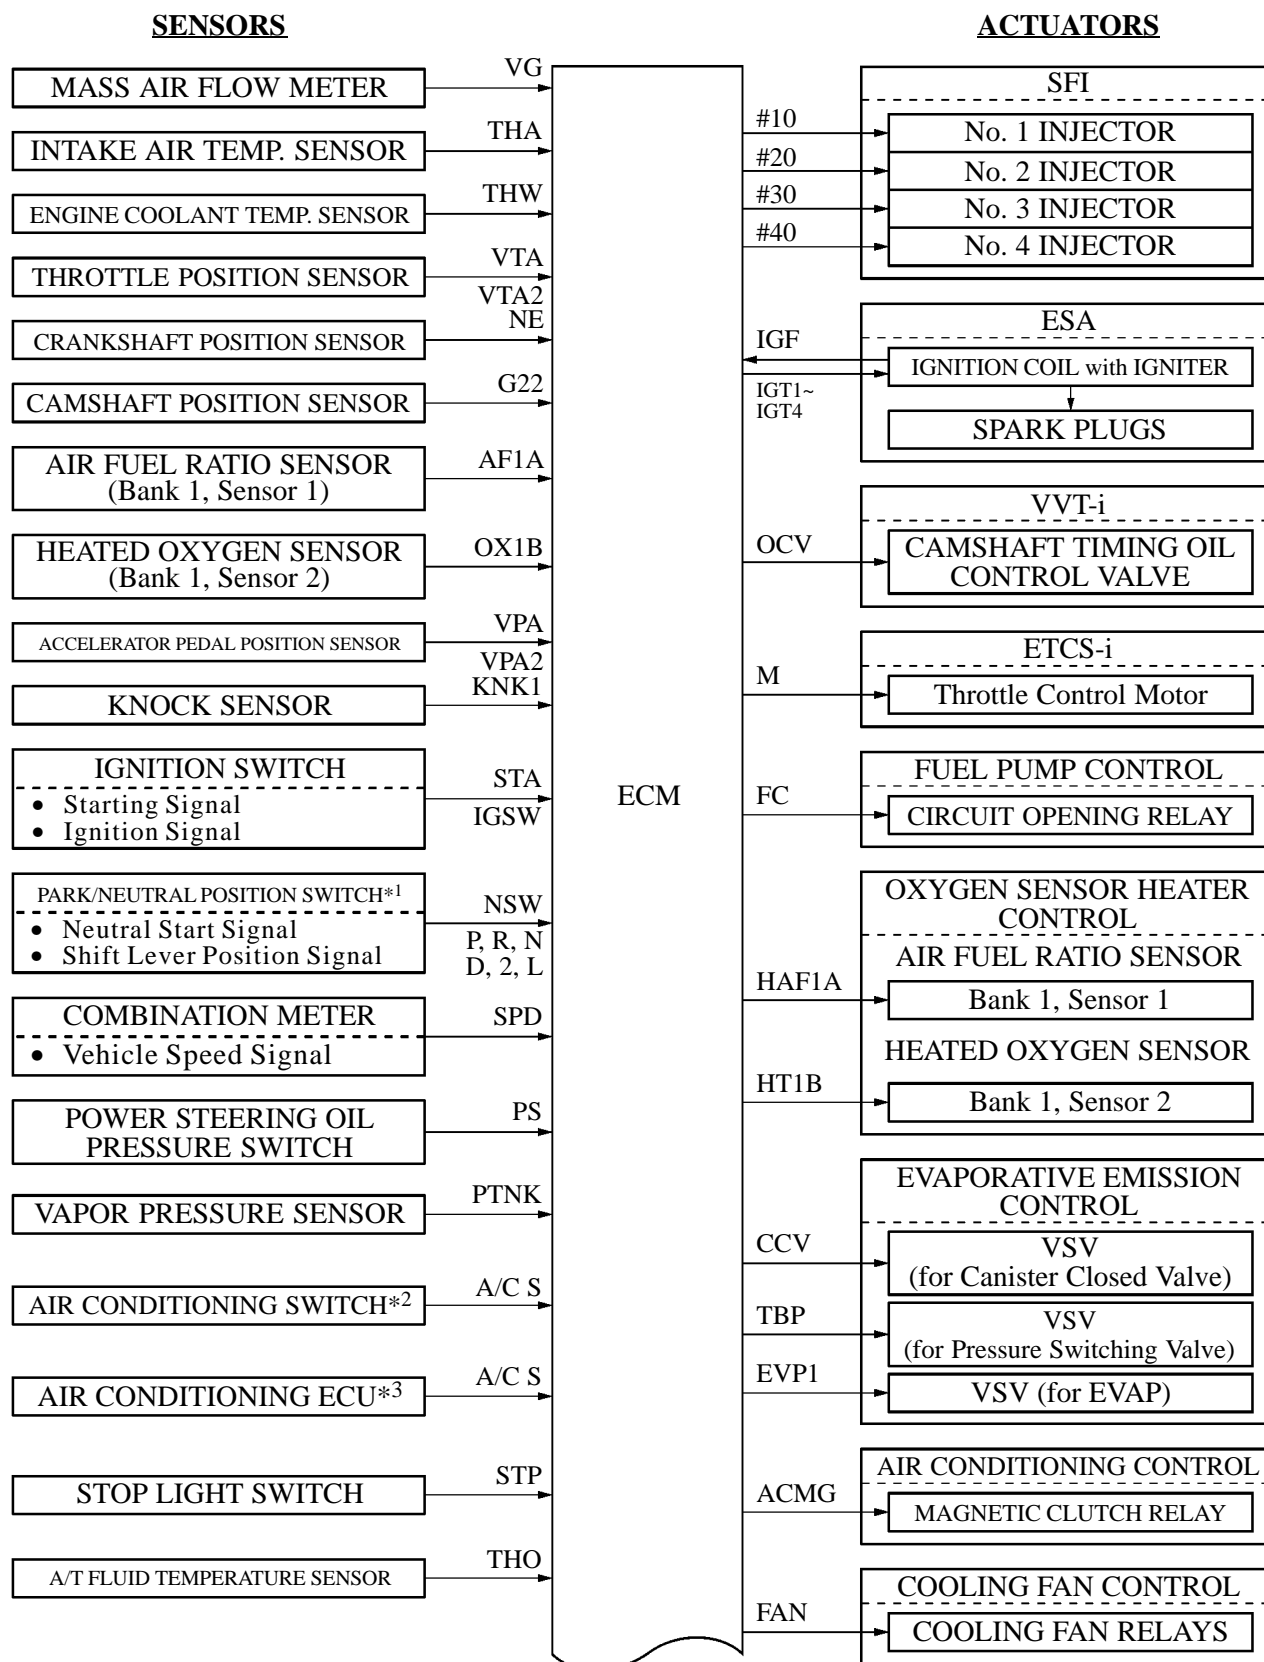 SENSORS
MASS AIR FLOW METER
VG
INTAKE AIR TEMP. SENSOR
THA
ENGINE COOLANT TEMP. SENSOR
THW
THROTTLE POSITION SENSOR
VTA
VTA2
CRANKSHAFT POSITION SENSOR
NE
CAMSHAFT POSITION SENSOR
G22
AIR FUEL RATIO SENSOR
(Bank 1, Sensor 1)
AF1A
HEATED OXYGEN SENSOR
(Bank 1, Sensor 2)
OX1B
ACCELERATOR PEDAL POSITION SENSOR
VPA
VPA2
KNOCK SENSOR
KNK1
IGNITION SWITCH
• Starting Signal
• Ignition Signal
STA
IGSW
PARK/NEUTRAL POSITION SWITCH*1
• Neutral Start Signal
• Shift Lever Position Signal
NSW
P, R, N
D, 2, L
COMBINATION METER
• Vehicle Speed Signal
SPD
POWER STEERING OIL
PRESSURE SWITCH
PS
VAPOR PRESSURE SENSOR
PTNK
AIR CONDITIONING SWITCH*2
A/C S
AIR CONDITIONING ECU*3
A/C S
STOP LIGHT SWITCH
STP
A/T FLUID TEMPERATURE SENSOR
THO
ECM
ACTUATORS
SFI
#10
No. 1 INJECTOR
#20
No. 2 INJECTOR
#30
No. 3 INJECTOR
#40
No. 4 INJECTOR
ESA
IGF
IGNITION COIL with IGNITER
IGT1~
IGT4
SPARK PLUGS
VVT-i
OCV
CAMSHAFT TIMING OIL
CONTROL VALVE
ETCS-i
M
Throttle Control Motor
FUEL PUMP CONTROL
FC
CIRCUIT OPENING RELAY
OXYGEN SENSOR HEATER
CONTROL
AIR FUEL RATIO SENSOR
HAF1A
Bank 1, Sensor 1
HEATED OXYGEN SENSOR
HT1B
Bank 1, Sensor 2
EVAPORATIVE EMISSION
CONTROL
CCV
VSV
(for Canister Closed Valve)
TBP
VSV
(for Pressure Switching Valve)
EVP1
VSV (for EVAP)
AIR CONDITIONING CONTROL
ACMG
MAGNETIC CLUTCH RELAY
COOLING FAN CONTROL
FAN
COOLING FAN RELAYS